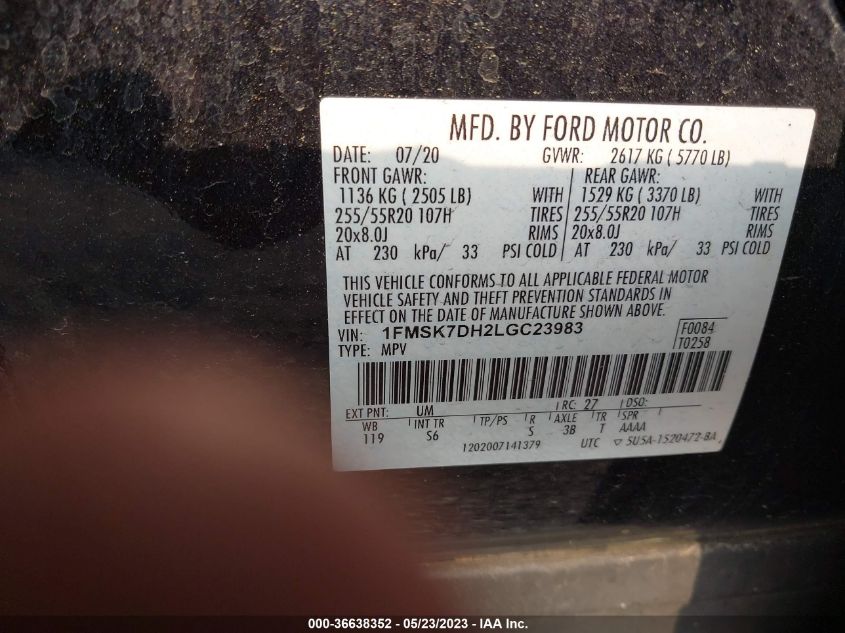 MFD. BY FORD MOTOR CO.
DATE: 07/20 GVWR: 2617 KG ( 5770 LB)
FRONT GAWR: REAR GAWR:
1136 KG ( 2505 LB) WITH 1529 KG ( 3370 LB) WITH
255/55R20 107H TIRES 255/55R20 107H TIRES
20x8.0J RIMS 20x8.0J RIMS
AT 230 kPa/ 33 PSI COLD AT 230 kPa/ 33 PSI COLD
THIS VEHICLE CONFORMS TO ALL APPLICABLE FEDERAL MOTOR
VEHICLE SAFETY AND THEFT PREVENTION STANDARDS IN
EFFECT ON THE DATE OF MANUFACTURE SHOWN ABOVE.
VIN: 1FMSK7DH2LGC23983 F0084
TYPE: MPV T0258
EXT PNT: UM RC: 27 DSO:
WB INT TR TP/PS R AXLE TR SPR
119 S6 S 3B T AAAA
1202007141379 UTC ▽ 5U5A-1520472-BA
000-36638352 - 05/23/2023 - IAA Inc.